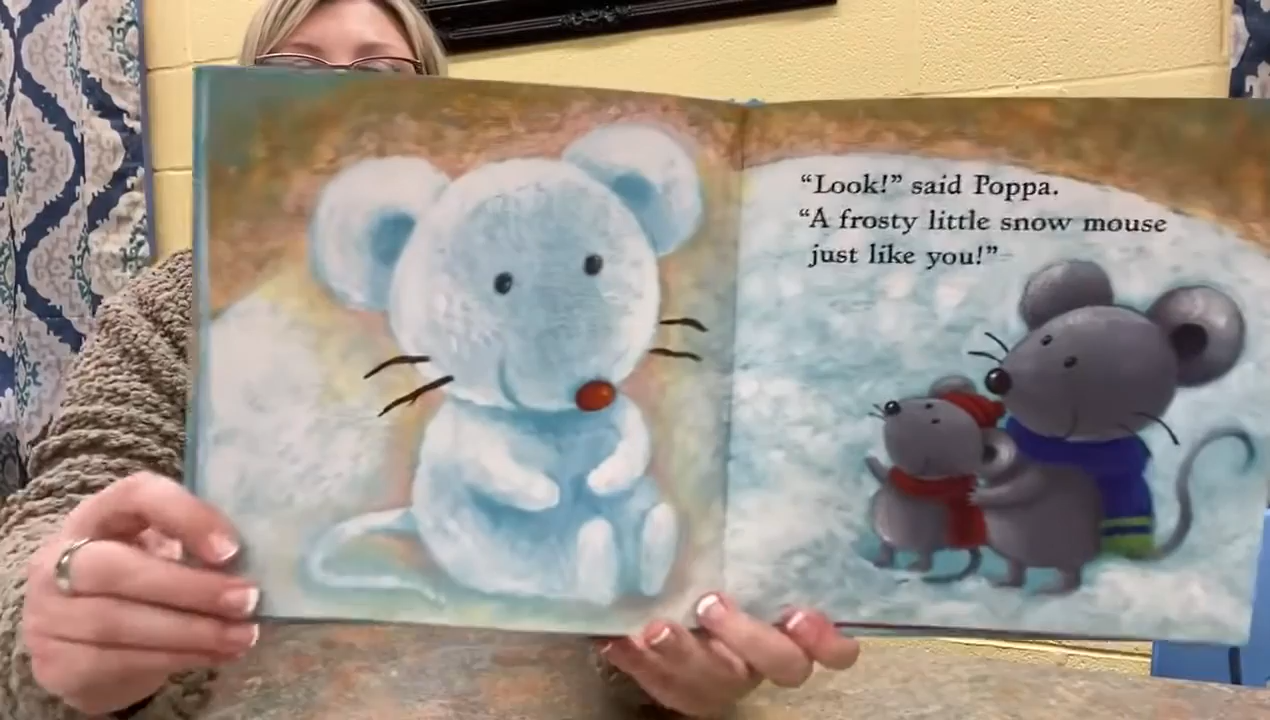 “Look!” said Poppa.
“A frosty little snow mouse
just like you!”